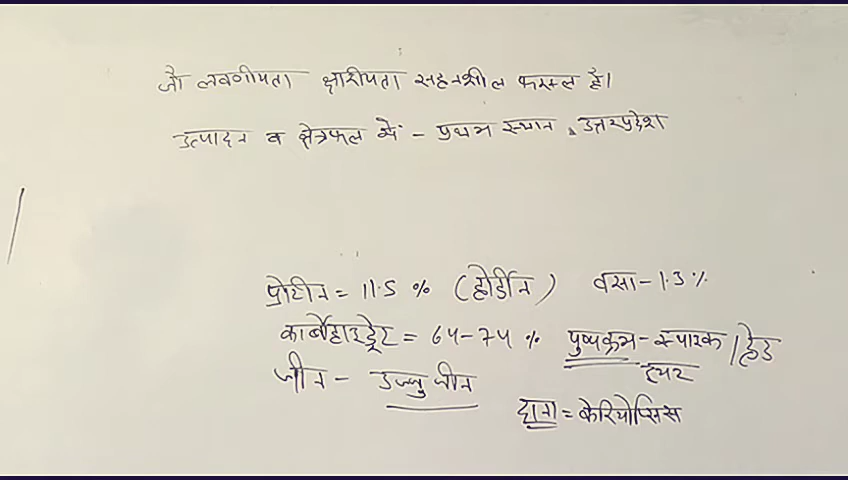 जौ लवणीयता क्षारीयता सहनशील फसल है।
उत्पादन व क्षेत्रफल में - प्रथम स्थान उत्तरप्रदेश
प्रोटीन = 11.5 % (होर्डीन) वसा - 1.3 %
कार्बोहाइड्रेट = 64-74 % पुष्पक्रम - स्पाइक / हेड
जीन - उज्जु जीन
दाना = केरियोप्सिस